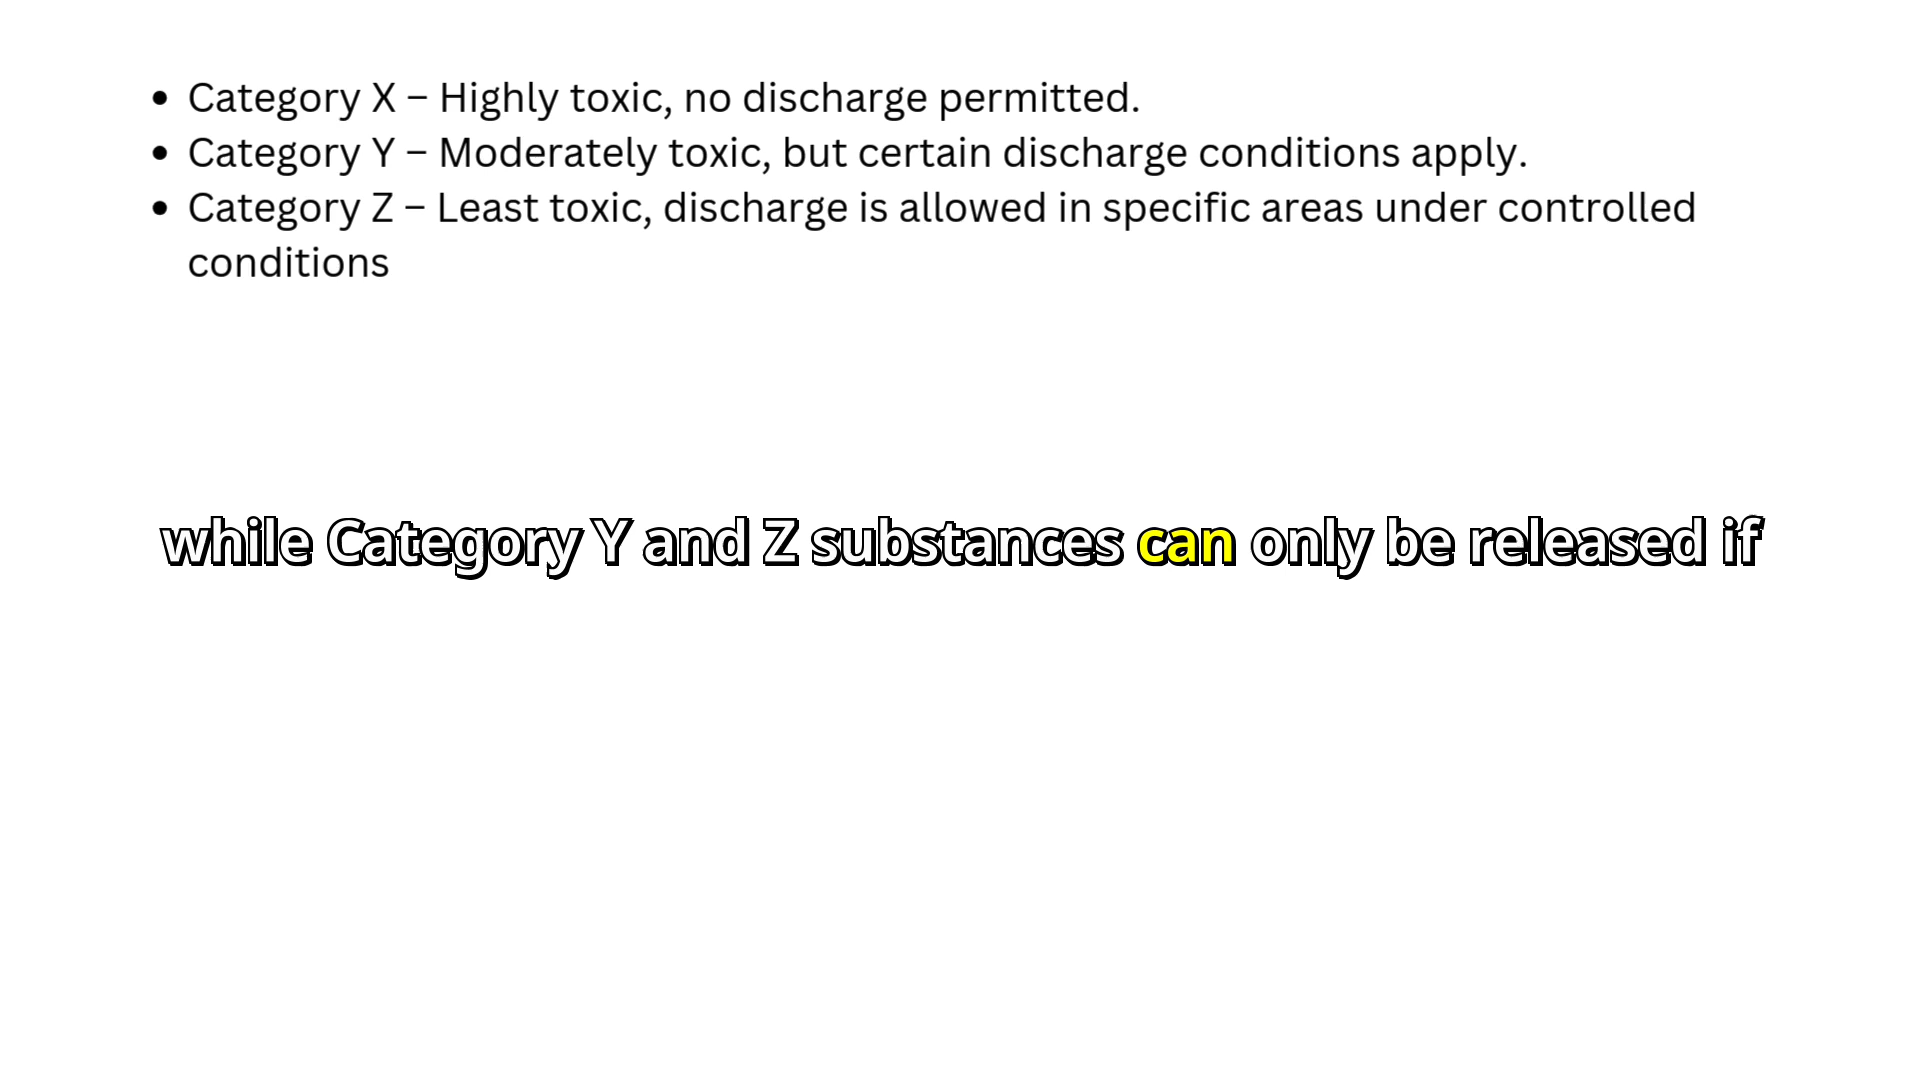 • Category X – Highly toxic, no discharge permitted.
• Category Y – Moderately toxic, but certain discharge conditions apply.
• Category Z – Least toxic, discharge is allowed in specific areas under controlled
conditions
while Category Y and Z substances can only be released if